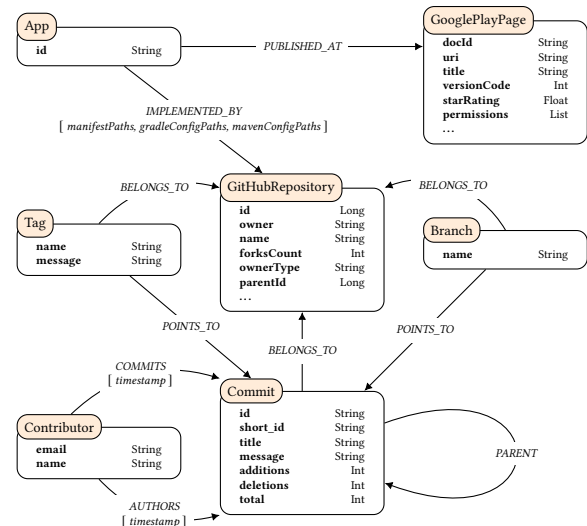 App
id String
PUBLISHED_AT
GooglePlayPage
docId String
uri String
title String
versionCode Int
starRating Float
permissions List
...
IMPLEMENTED_BY
[ manifestPaths, gradleConfigPaths, mavenConfigPaths ]
BELONGS_TO
GitHubRepository
id Long
owner String
name String
forksCount Int
ownerType String
parentId Long
...
BELONGS_TO
Tag
name String
message String
Branch
name String
POINTS_TO
BELONGS_TO
POINTS_TO
COMMITS
[ timestamp ]
Commit
id String
short_id String
title String
message String
additions Int
deletions Int
total Int
Contributor
email String
name String
PARENT
AUTHORS
[ timestamp ]